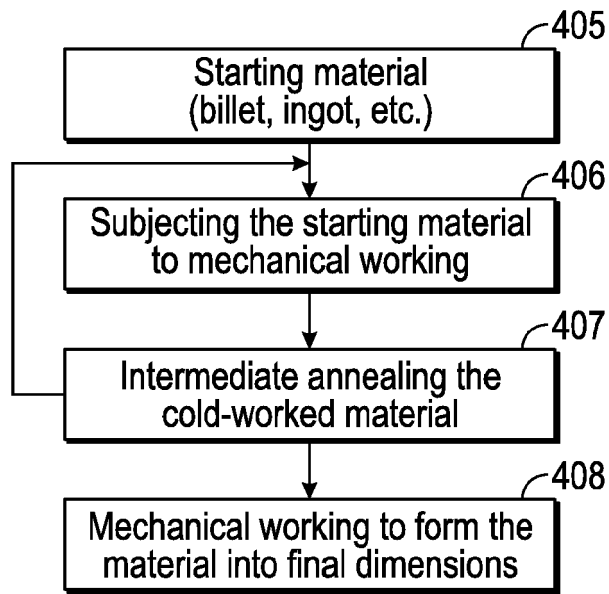 405
Starting material
(billet, ingot, etc.)
406
Subjecting the starting material
to mechanical working
407
Intermediate annealing the
cold-worked material
408
Mechanical working to form the
material into final dimensions